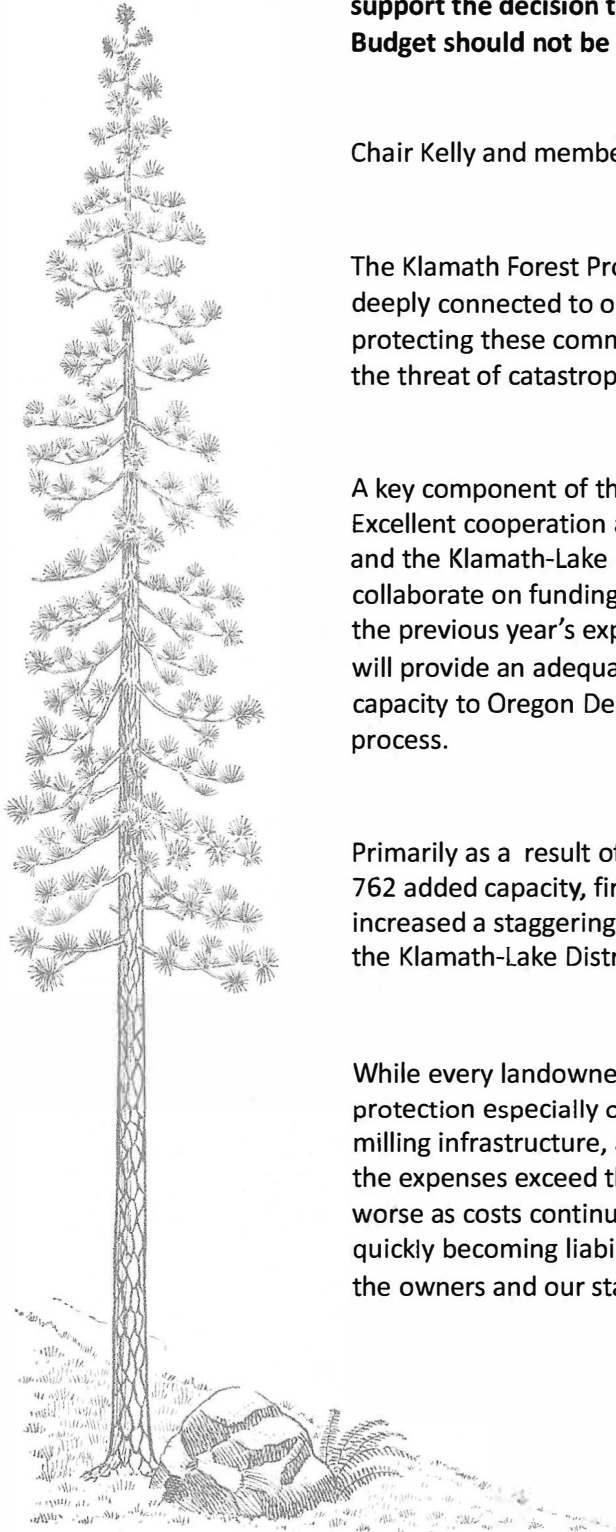 support the decision t
Budget should not be
Chair Kelly and membe
The Klamath Forest Pro
deeply connected to o
protecting these comm
the threat of catastrop
A key component of th
Excellent cooperation
and the Klamath-Lake
collaborate on funding
the previous year's exp
will provide an adequa
capacity to Oregon De
process.
Primarily as a result of
762 added capacity, fir
increased a staggering
the Klamath-Lake Distr
While every landowne
protection especially o
milling infrastructure,
the expenses exceed th
worse as costs continu
quickly becoming liabi
the owners and our sta